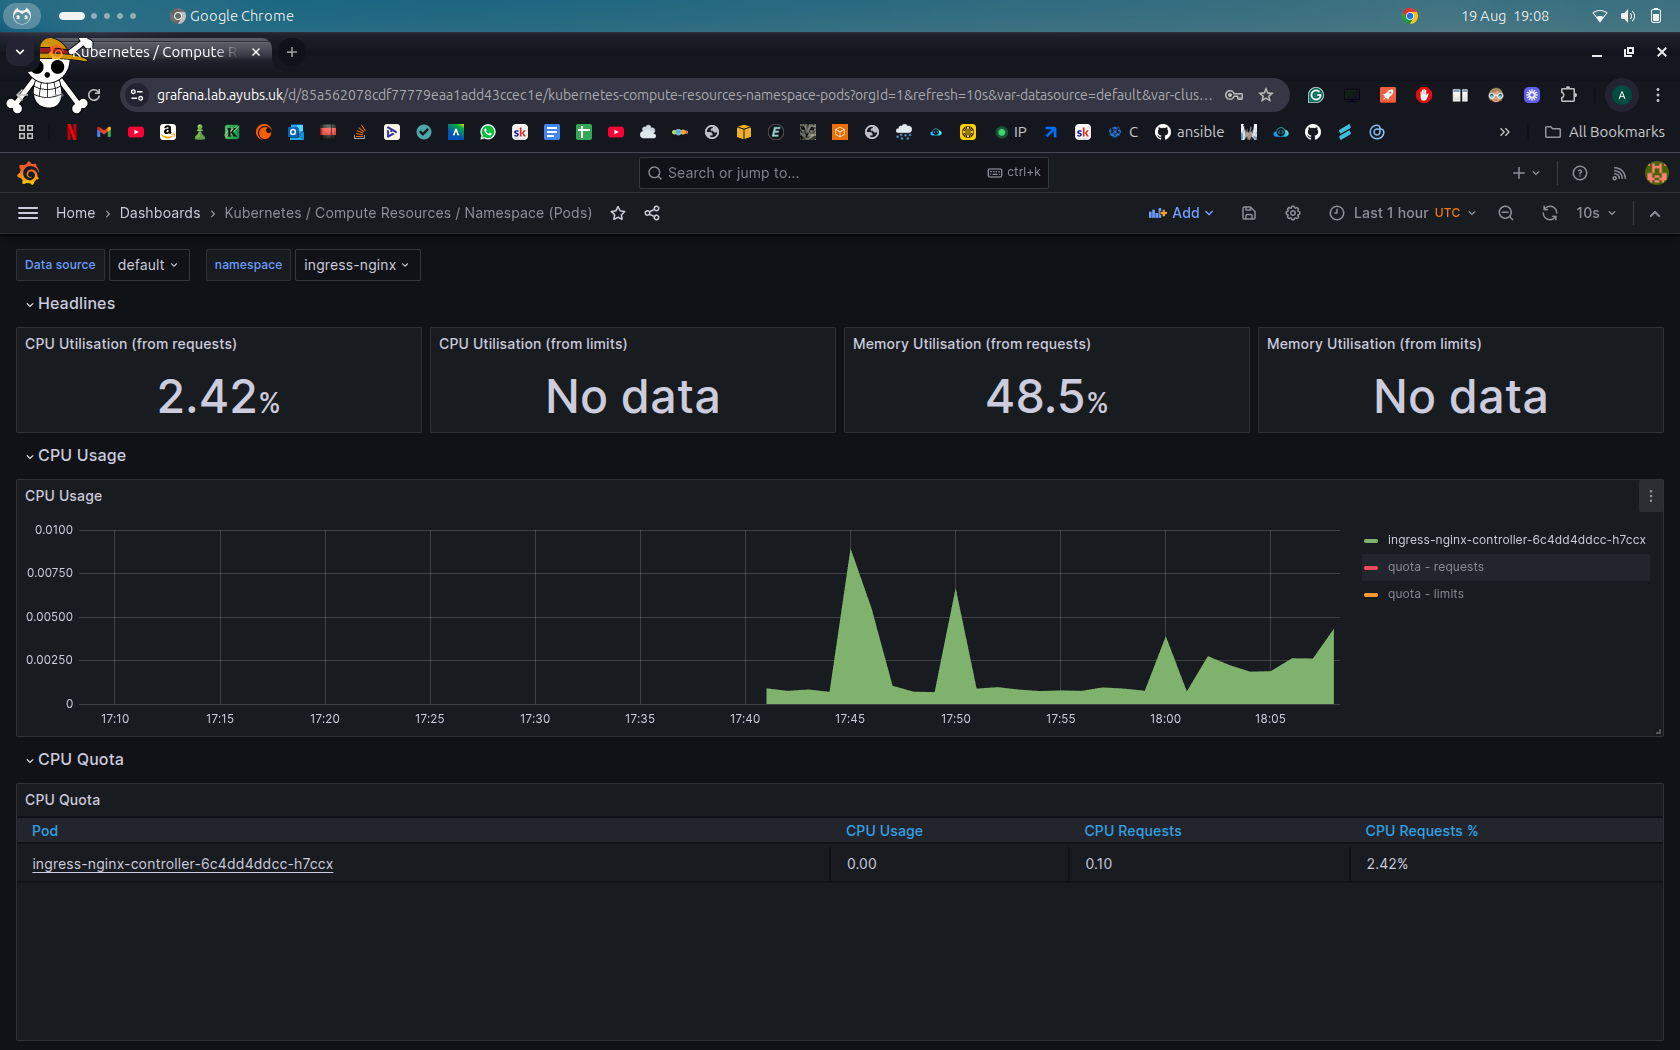 Google Chrome
19 Aug 19:08
Kubernetes / Compute R
grafana.lab.ayubs.uk/d/85a562078cdf77779eaa1add43ccec1e/kubernetes-compute-resources-namespace-pods?orgId=1&refresh=10s&var-datasource=default&var-clus...
A
IP
C
ansible
All Bookmarks
Search or jump to...
ctrl+k
Home
Dashboards
Kubernetes / Compute Resources / Namespace (Pods)
Add
Last 1 hour UTC
10s
Data source
default
namespace
ingress-nginx
Headlines
CPU Utilisation (from requests)
2.42%
CPU Utilisation (from limits)
No data
Memory Utilisation (from requests)
48.5%
Memory Utilisation (from limits)
No data
CPU Usage
CPU Usage
0.0100
0.00750
0.00500
0.00250
0
17:10
17:15
17:20
17:25
17:30
17:35
17:40
17:45
17:50
17:55
18:00
18:05
ingress-nginx-controller-6c4dd4ddcc-h7ccx
quota - requests
quota - limits
CPU Quota
CPU Quota
Pod
CPU Usage
CPU Requests
CPU Requests %
ingress-nginx-controller-6c4dd4ddcc-h7ccx
0.00
0.10
2.42%